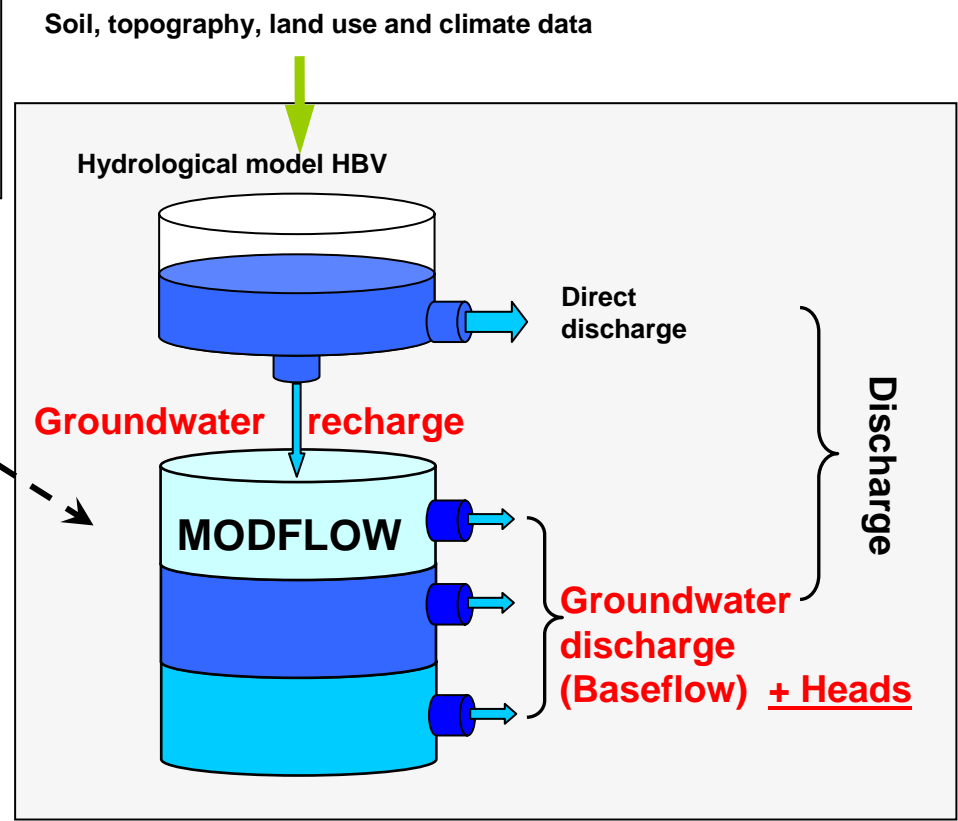 Soil, topography, land use and climate data
Hydrological model HBV
Direct
discharge
Groundwater recharge
Discharge
MODFLOW
Groundwater
discharge
(Baseflow) + Heads